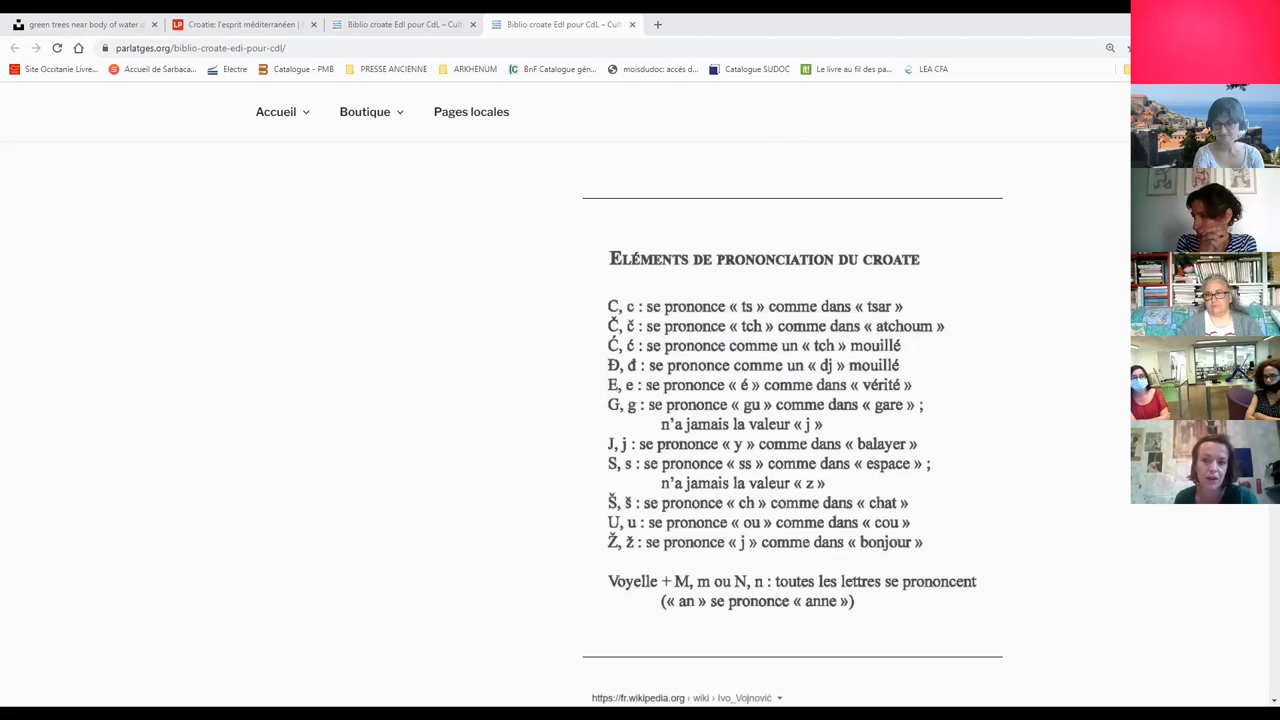 green trees near body of water d
Croatie: l'esprit méditerranéen |
Biblio croate EdI pour CdL – Cult
Biblio croate EdI pour CdL – Cult
parlatges.org/biblio-croate-edi-pour-cdl/
Site Occitanie Livre...
Accueil de Sarbaca...
Electre
Catalogue - PMB
PRESSE ANCIENNE
ARKHENUM
BnF Catalogue gén...
moisdudoc: accès d...
Catalogue SUDOC
Le livre au fil des pa...
LEA CFA
Accueil
Boutique
Pages locales
Eléments de prononciation du croate
C, c : se prononce « ts » comme dans « tsar »
Č, č : se prononce « tch » comme dans « atchoum »
Ć, ć : se prononce comme un « tch » mouillé
Đ, đ : se prononce comme un « dj » mouillé
E, e : se prononce « é » comme dans « vérité »
G, g : se prononce « gu » comme dans « gare » ;
n'a jamais la valeur « j »
J, j : se prononce « y » comme dans « balayer »
S, s : se prononce « ss » comme dans « espace » ;
n'a jamais la valeur « z »
Š, š : se prononce « ch » comme dans « chat »
U, u : se prononce « ou » comme dans « cou »
Ž, ž : se prononce « j » comme dans « bonjour »
Voyelle + M, m ou N, n : toutes les lettres se prononcent
(« an » se prononce « anne »)
https://fr.wikipedia.org › wiki › Ivo_Vojnović